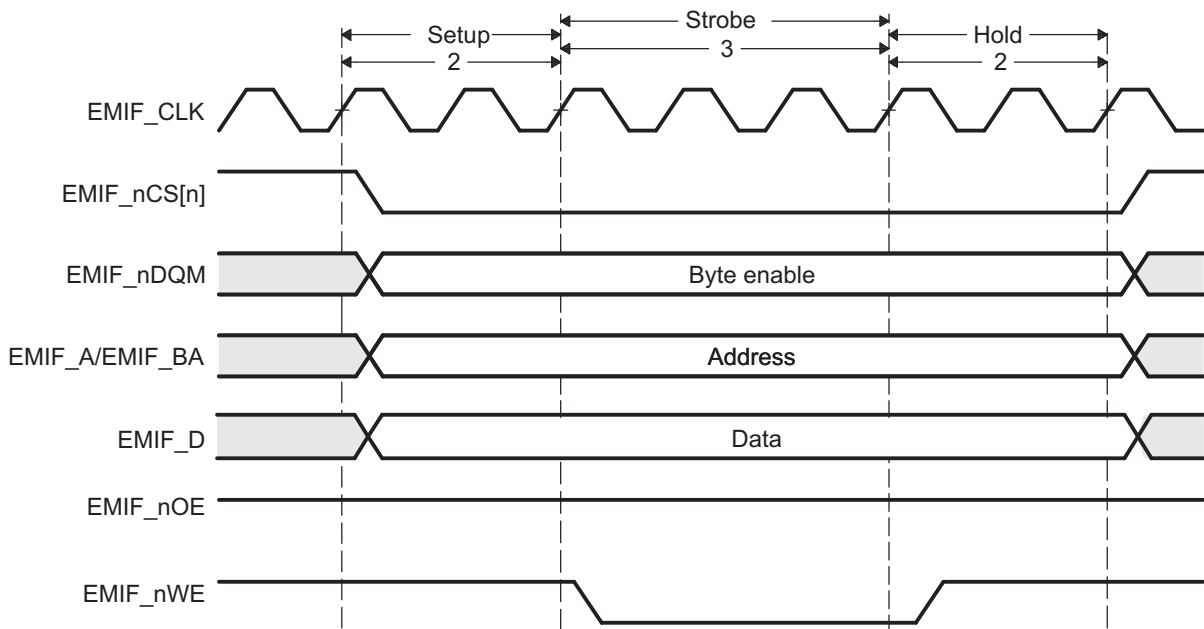 Setup
Strobe
Hold
2
3
2
EMIF_CLK
EMIF_nCS[n]
EMIF_nDQM
Byte enable
EMIF_A/EMIF_BA
Address
EMIF_D
Data
EMIF_nOE
EMIF_nWE